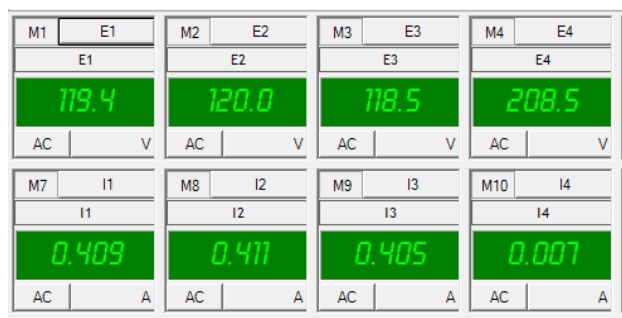 M1 E1 M2 E2 M3 E3 M4 E4
E1 E2 E3 E4
119.4 120.0 118.5 208.5
AC V AC V AC V AC V
M7 I1 M8 I2 M9 I3 M10 I4
I1 I2 I3 I4
0.409 0.411 0.405 0.007
AC A AC A AC A AC A